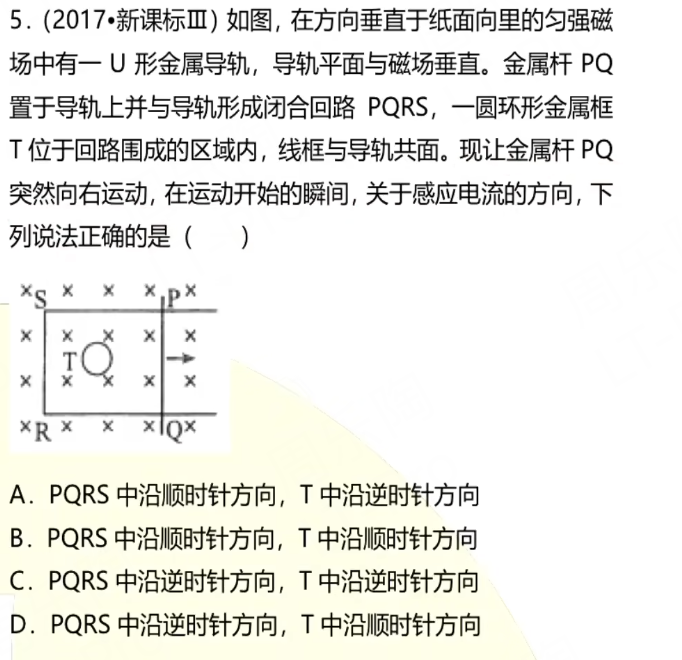 5.（2017•新课标Ⅲ）如图，在方向垂直于纸面向里的匀强磁
场中有一 U 形金属导轨，导轨平面与磁场垂直。金属杆 PQ
置于导轨上并与导轨形成闭合回路 PQRS，一圆环形金属框
T 位于回路围成的区域内，线框与导轨共面。现让金属杆 PQ
突然向右运动，在运动开始的瞬间，关于感应电流的方向，下
列说法正确的是（　　）
× S × × × P ×
× × × × ×
T
× × × × ×
× R × × × Q ×
A．PQRS 中沿顺时针方向，T 中沿逆时针方向
B．PQRS 中沿顺时针方向，T 中沿顺时针方向
C．PQRS 中沿逆时针方向，T 中沿逆时针方向
D．PQRS 中沿逆时针方向，T 中沿顺时针方向